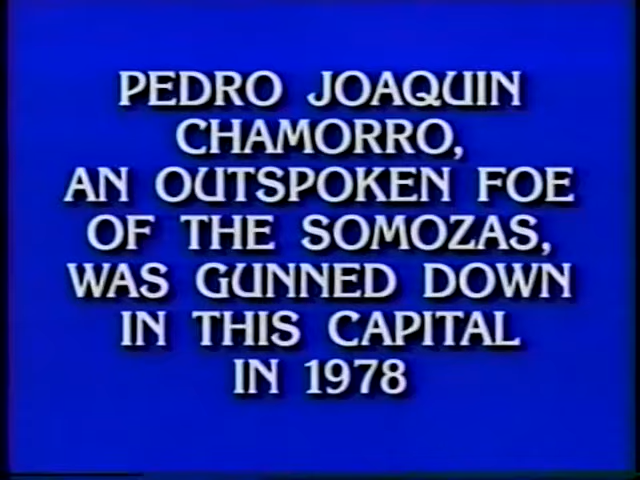 PEDRO JOAQUIN
CHAMORRO,
AN OUTSPOKEN FOE
OF THE SOMOZAS,
WAS GUNNED DOWN
IN THIS CAPITAL
IN 1978